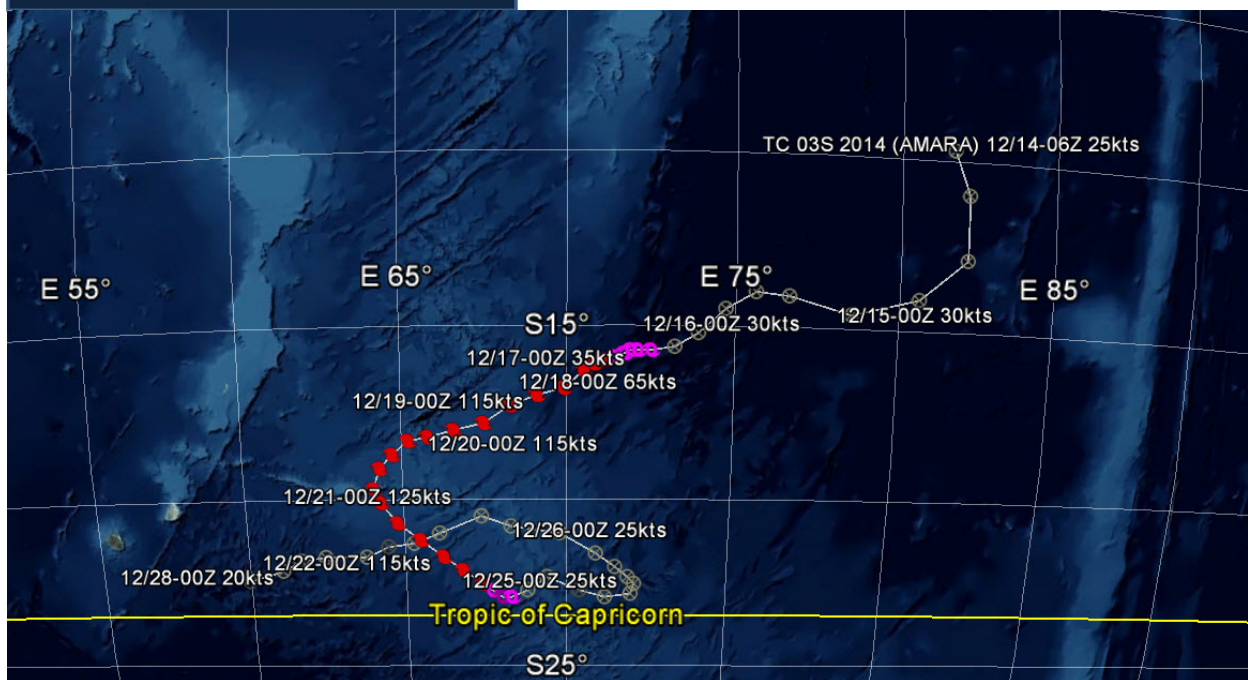 TC 03S 2014 (AMARA) 12/14-06Z 25kts
E 55°
E 65°
E 75°
E 85°
S15°
12/16-00Z 30kts
12/15-00Z 30kts
12/17-00Z 35kts
12/18-00Z 65kts
12/19-00Z 115kts
12/20-00Z 115kts
12/21-00Z 125kts
12/26-00Z 25kts
12/22-00Z 115kts
12/28-00Z 20kts
12/25-00Z 25kts
Tropic of Capricorn
S25°